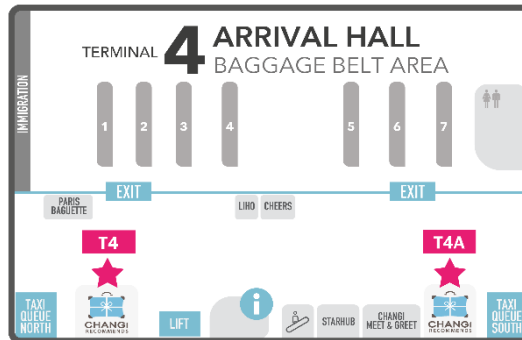 TERMINAL 4 ARRIVAL HALL
BAGGAGE BELT AREA
IMMIGRATION
1 2 3 4 5 6 7
EXIT EXIT
PARIS
BAGUETTE
LIHO CHEERS
T4 T4A
TAXI
QUEUE
NORTH
CHANGI
RECOMMENDS
LIFT
i
STARHUB
CHANGI
MEET & GREET
CHANGI
RECOMMENDS
TAXI
QUEUE
SOUTH